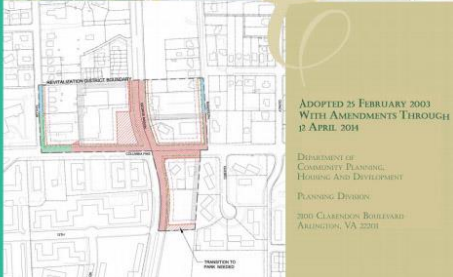 REVITALIZATION DISTRICT BOUNDARY
COLUMBIA PIKE
12TH
TRANSITION TO
PARK NEEDED
ADOPTED 25 FEBRUARY 2003
WITH AMENDMENTS THROUGH
12 APRIL 2014
DEPARTMENT OF
COMMUNITY PLANNING,
HOUSING AND DEVELOPMENT
PLANNING DIVISION
2100 CLARENDON BOULEVARD
ARLINGTON, VA 22201